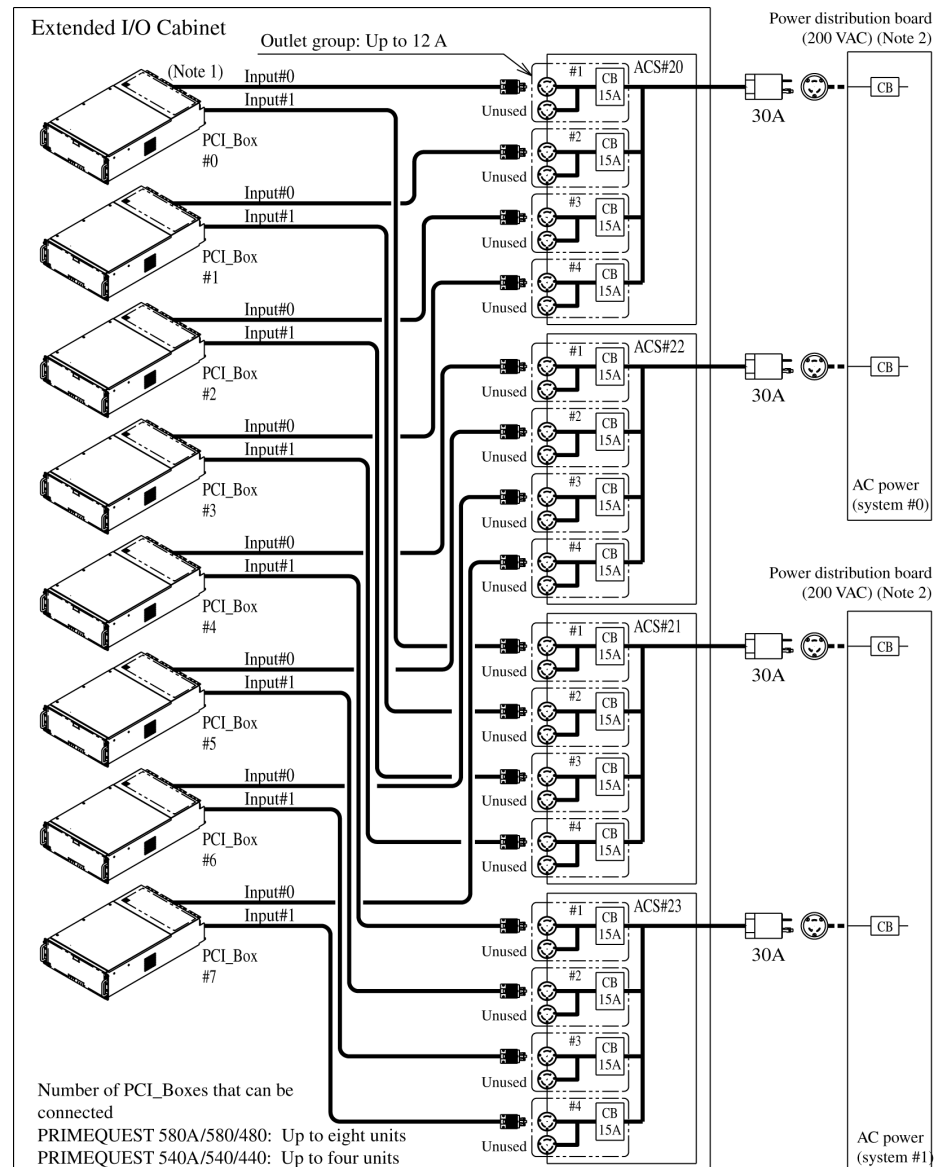 Extended I/O Cabinet
Outlet group: Up to 12 A
Power distribution board
(200 VAC) (Note 2)
(Note 1)
Input#0
Input#1
PCI_Box
#0
Input#0
Input#1
PCI_Box
#1
Input#0
Input#1
PCI_Box
#2
Input#0
Input#1
PCI_Box
#3
Input#0
Input#1
PCI_Box
#4
Input#0
Input#1
PCI_Box
#5
Input#0
Input#1
PCI_Box
#6
Input#0
Input#1
PCI_Box
#7
ACS#20
#1
CB
15A
Unused
#2
CB
15A
Unused
#3
CB
15A
Unused
#4
CB
15A
Unused
30A
CB
ACS#22
#1
CB
15A
Unused
#2
CB
15A
Unused
#3
CB
15A
Unused
#4
CB
15A
Unused
30A
CB
AC power
(system #0)
Power distribution board
(200 VAC) (Note 2)
ACS#21
#1
CB
15A
Unused
#2
CB
15A
Unused
#3
CB
15A
Unused
#4
CB
15A
Unused
30A
CB
ACS#23
#1
CB
15A
Unused
#2
CB
15A
Unused
#3
CB
15A
Unused
#4
CB
15A
Unused
30A
CB
AC power
(system #1)
Number of PCI_Boxes that can be
connected
PRIMEQUEST 580A/580/480: Up to eight units
PRIMEQUEST 540A/540/440: Up to four units